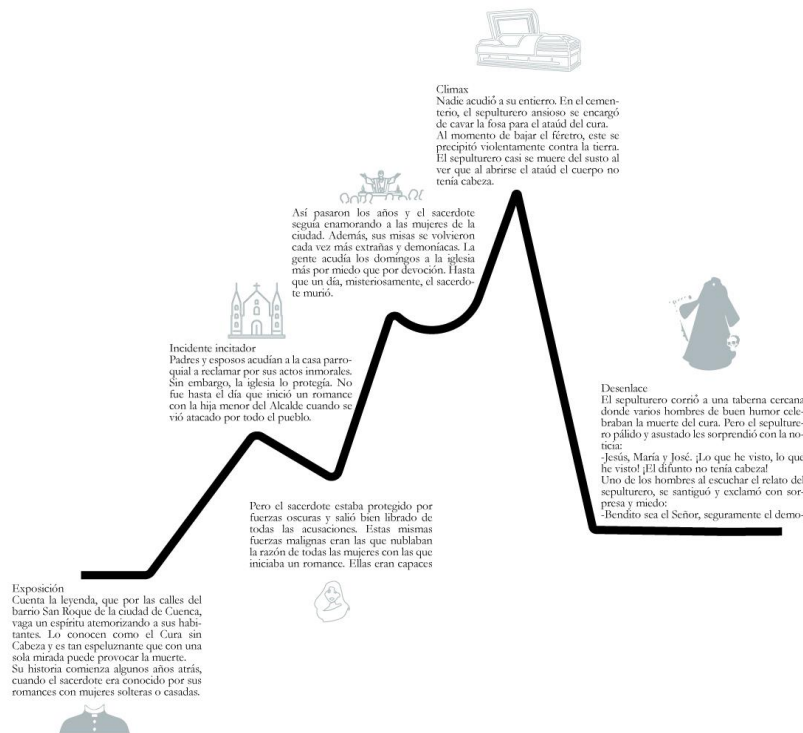 Exposición
Cuenta la leyenda, que por las calles del
barrio San Roque de la ciudad de Cuenca,
vaga un espíritu atemorizando a sus habi-
tantes. Lo conocen como el Cura sin
Cabeza y es tan espeluznante que con una
sola mirada puede provocar la muerte.
Su historia comienza algunos años atrás,
cuando el sacerdote era conocido por sus
romances con mujeres solteras o casadas.
Incidente incitador
Padres y esposos acudían a la casa parro-
quial a reclamar por sus actos inmorales.
Sin embargo, la iglesia lo protegía. No
fue hasta el día que inició un romance
con la hija menor del Alcalde cuando se
vió atacado por todo el pueblo.
Pero el sacerdote estaba protegido por
fuerzas oscuras y salió bien librado de
todas las acusaciones. Estas mismas
fuerzas malignas eran las que nublaban
la razón de todas las mujeres con las que
iniciaba un romance. Ellas eran capaces
Así pasaron los años y el sacerdote
seguía enamorando a las mujeres de la
ciudad. Además, sus misas se volvieron
cada vez más extrañas y demoníacas. La
gente acudía los domingos a la iglesia
más por miedo que por devoción. Hasta
que un día, misteriosamente, el sacerdo-
te murió.
Climax
Nadie acudió a su entierro. En el cemen-
terio, el sepulturero ansioso se encargó
de cavar la fosa para el ataúd del cura.
Al momento de bajar el féretro, este se
precipitó violentamente contra la tierra.
El sepulturero casi se muere del susto al
ver que al abrirse el ataúd el cuerpo no
tenía cabeza.
Desenlace
El sepulturero corrió a una taberna cercana
donde varios hombres de buen humor cele-
braban la muerte del cura. Pero el sepulture-
ro pálido y asustado les sorprendió con la no-
ticia:
-Jesús, María y José. ¡Lo que he visto, lo que
he visto! ¡El difunto no tenía cabeza!
Uno de los hombres al escuchar el relato del
sepulturero, se santiguó y exclamó con sor-
presa y miedo:
-Bendito sea el Señor, seguramente el demo-